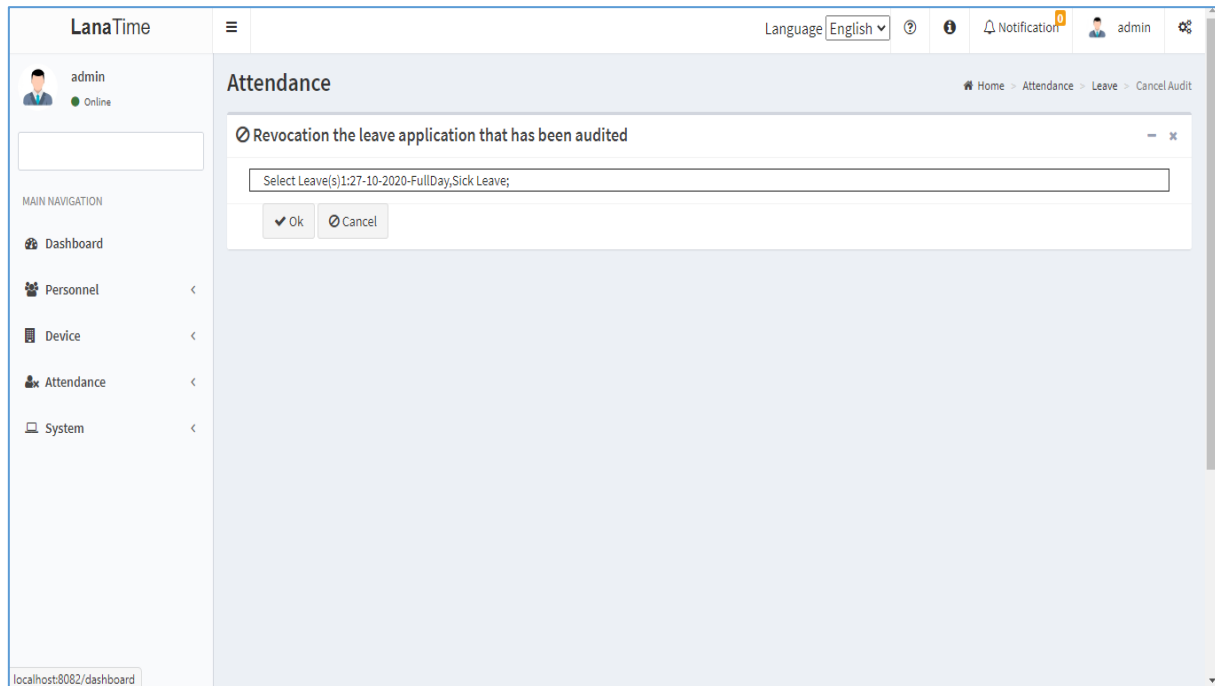 LanaTime
Language English
Notification 0
admin
admin
Online
Attendance
Home > Attendance > Leave > Cancel Audit
Revocation the leave application that has been audited
Select Leave(s)1:27-10-2020-FullDay,Sick Leave;
Ok Cancel
MAIN NAVIGATION
Dashboard
Personnel
Device
Attendance
System
localhost:8082/dashboard